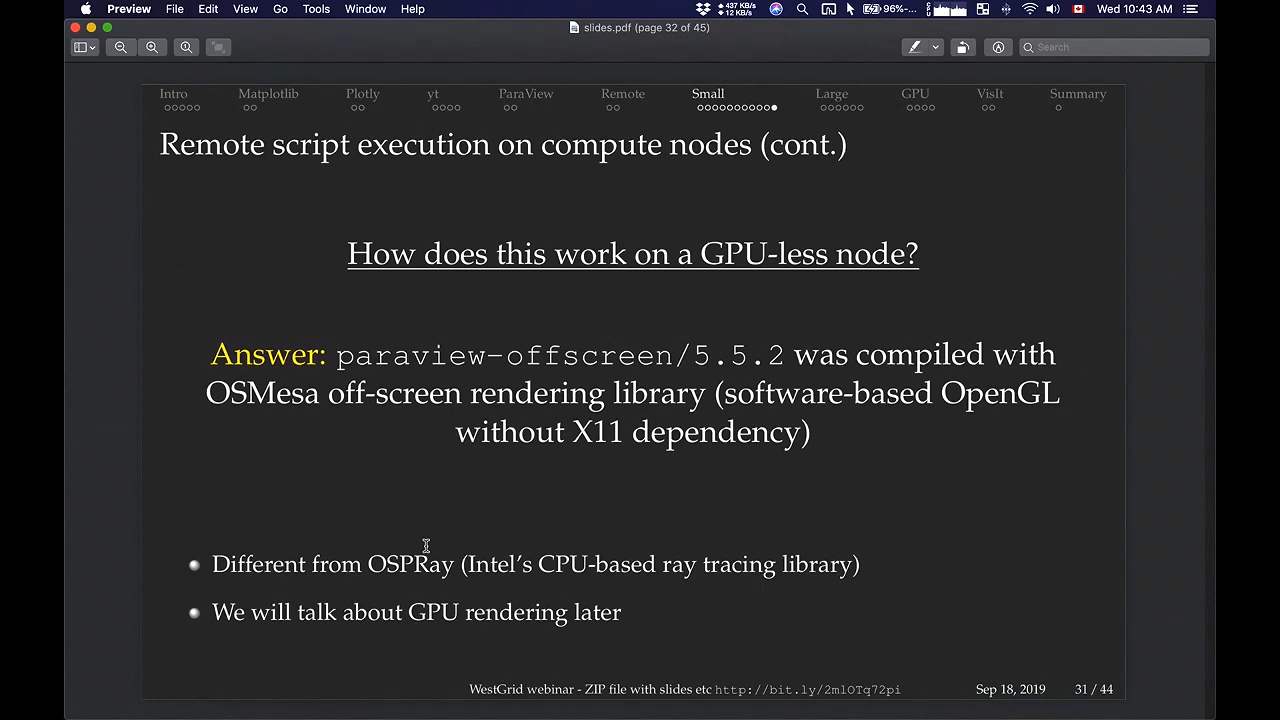 Preview File Edit View Go Tools Window Help 437 KB/s 12 KB/s 96% Wed 10:43 AM
slides.pdf (page 32 of 45)
Search
Intro Matplotlib Plotly yt ParaView Remote Small Large GPU VisIt Summary
Remote script execution on compute nodes (cont.)
How does this work on a GPU-less node?
Answer: paraview-offscreen/5.5.2 was compiled with
OSMesa off-screen rendering library (software-based OpenGL
without X11 dependency)
Different from OSPRay (Intel's CPU-based ray tracing library)
We will talk about GPU rendering later
WestGrid webinar - ZIP file with slides etc http://bit.ly/2mlOTq72pi Sep 18, 2019 31 / 44